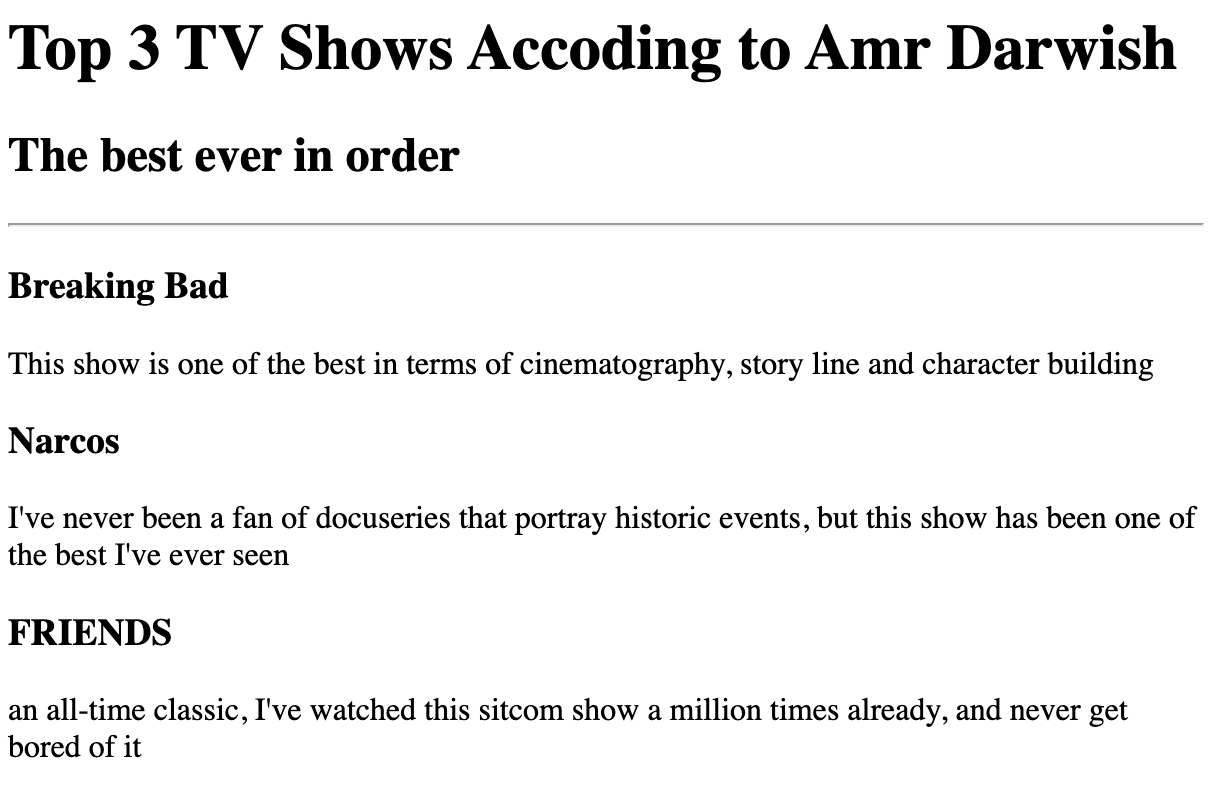 Top 3 TV Shows Accoding to Amr Darwish
The best ever in order
Breaking Bad
This show is one of the best in terms of cinematography, story line and character building
Narcos
I've never been a fan of docuseries that portray historic events, but this show has been one of
the best I've ever seen
FRIENDS
an all-time classic, I've watched this sitcom show a million times already, and never get
bored of it